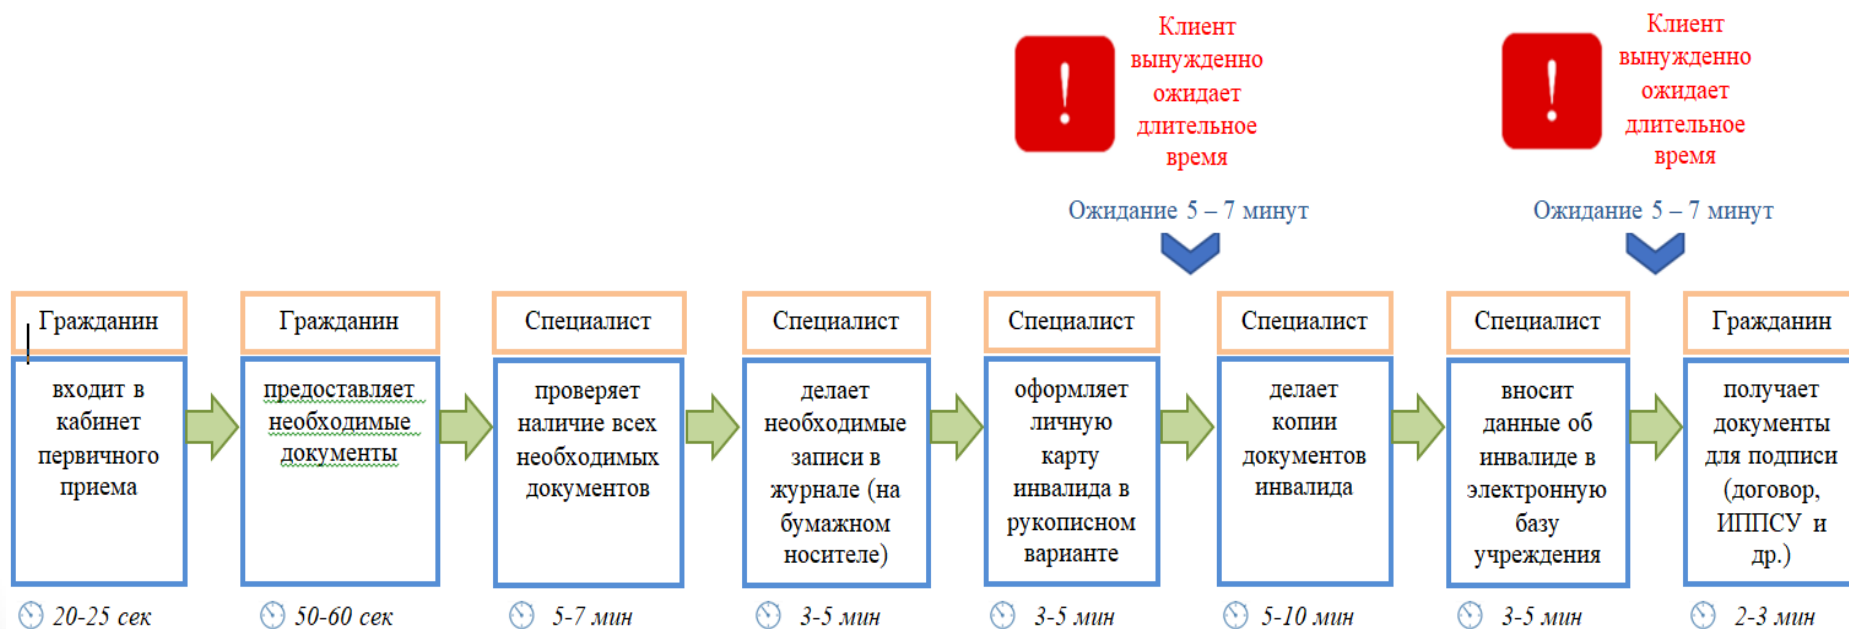 Клиент
вынужденно
ожидает
длительное
время
Клиент
вынужденно
ожидает
длительное
время
Ожидание 5 – 7 минут
Ожидание 5 – 7 минут
Гражданин
входит в
кабинет
первичного
приема
20-25 сек
Гражданин
предоставляет
необходимые
документы
50-60 сек
Специалист
проверяет
наличие всех
необходимых
документов
5-7 мин
Специалист
делает
необходимые
записи в
журнале (на
бумажном
носителе)
3-5 мин
Специалист
оформляет
личную
карту
инвалида в
рукописном
варианте
3-5 мин
Специалист
делает
копии
документов
инвалида
5-10 мин
Специалист
вносит
данные об
инвалиде в
электронную
базу
учреждения
3-5 мин
Гражданин
получает
документы
для подписи
(договор,
ИППСУ и
др.)
2-3 мин